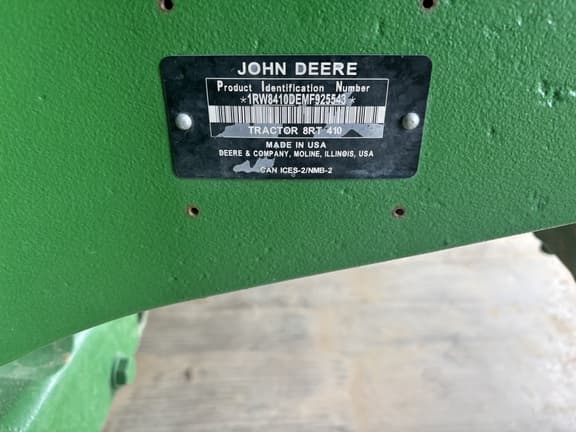 JOHN DEERE
Product Identification Number
*1RW8410DEMF925543*
TRACTOR 8RT 410
MADE IN USA
DEERE & COMPANY, MOLINE, ILLINOIS, USA
CAN ICES-2/NMB-2